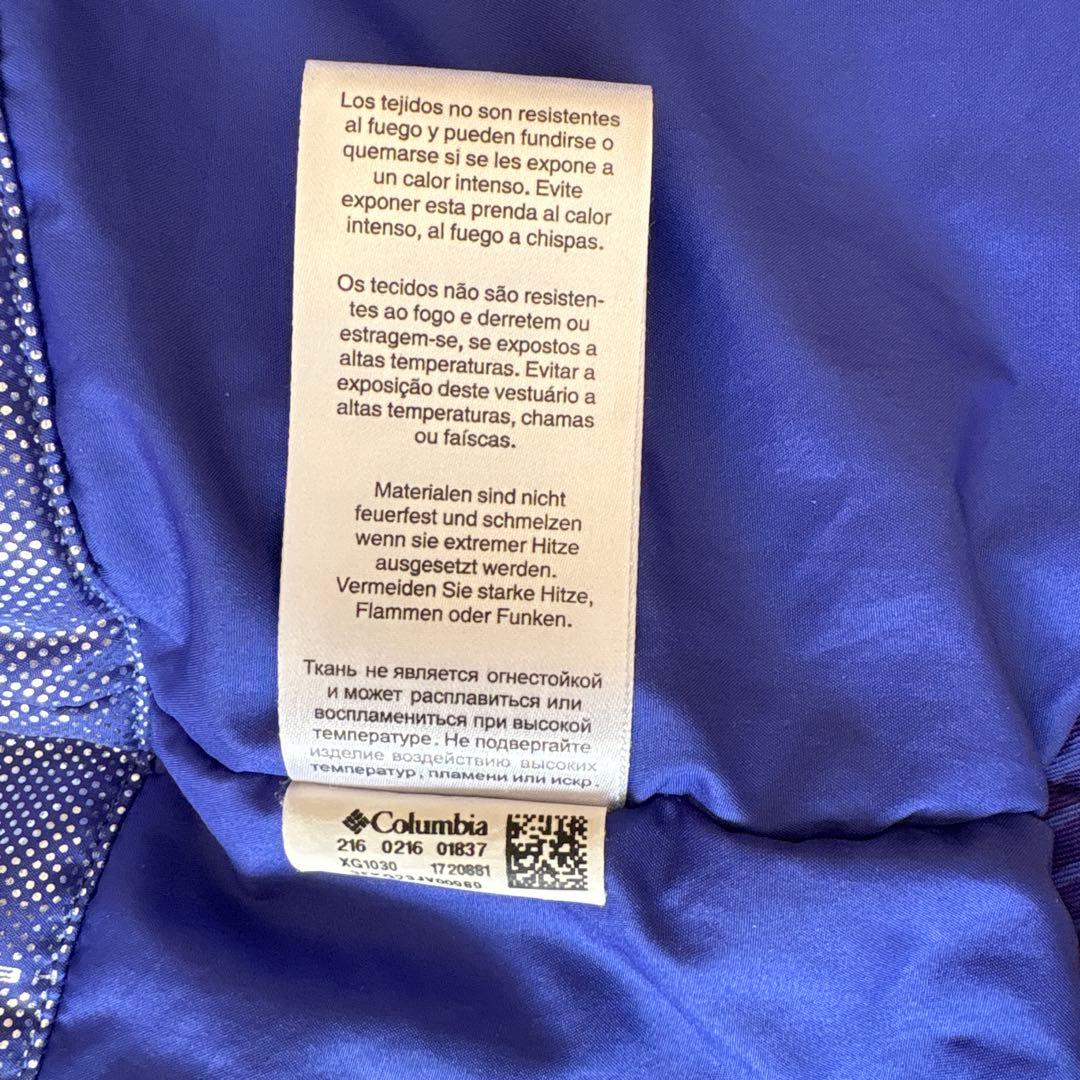 Los tejidos no son resistentes
al fuego y pueden fundirse o
quemarse si se les expone a
un calor intenso. Evite
exponer esta prenda al calor
intenso, al fuego a chispas.
Os tecidos não são resisten-
tes ao fogo e derretem ou
estragem-se, se expostos a
altas temperaturas. Evitar a
exposição deste vestuário a
altas temperaturas, chamas
ou faíscas.
Materialen sind nicht
feuerfest und schmelzen
wenn sie extremer Hitze
ausgesetzt werden.
Vermeiden Sie starke Hitze,
Flammen oder Funken.
Ткань не является огнестойкой
и может расплавиться или
воспламениться при высокой
температуре. Не подвергайте
изделие воздействию высоких
температур, пламени или искр.
Columbia
216 0216 01837
XG1030 1720881